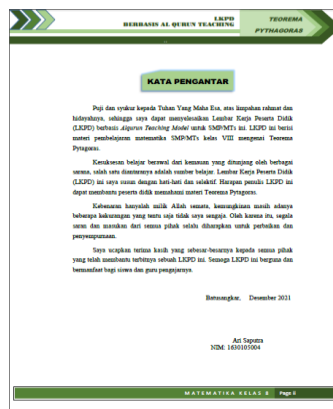 LKPD
BERBASIS AL QURUN TEACHING
TEOREMA
PYTHAGORAS
KATA PENGANTAR
Puji dan syukur kepada Tuhan Yang Maha Esa, atas limpahan rahmat dan
hidayahnya, sehingga saya dapat menyelesaikan Lembar Kerja Peserta Didik
(LKPD) berbasis Alqurun Teaching Model untuk SMP/MTs ini. LKPD ini berisi
materi pembelajaran matematika SMP/MTs kelas VIII mengenai Teorema
Pytagoras.
Kesuksesan belajar berawal dari kemauan yang ditunjang oleh berbagai
sarana, salah satu diantaranya adalah sumber belajar. Lembar Kerja Peserta Didik
(LKPD) ini saya susun dengan hati-hati dan selektif. Harapan penulis LKPD ini
dapat membantu peserta didik memahami materi Teorema Pytagoras.
Kebenaran hanyalah milik Allah semata, kemungkinan masih adanya
beberapa kekurangan yang tentu saja tidak saya sengaja. Oleh karena itu, segala
saran dan masukan dari semua pihak selalu diharapkan untuk perbaikan dan
penyempurnaan.
Saya ucapkan terima kasih yang sebesar-besarnya kepada semua pihak
yang telah membantu terbitnya sebuah LKPD ini. Semoga LKPD ini berguna dan
bermanfaat bagi siswa dan guru pengajarnya.
Batusangkar, Desember 2021
Ari Saputra
NIM: 1630105004
MATEMATIKA KELAS 8 Page ii